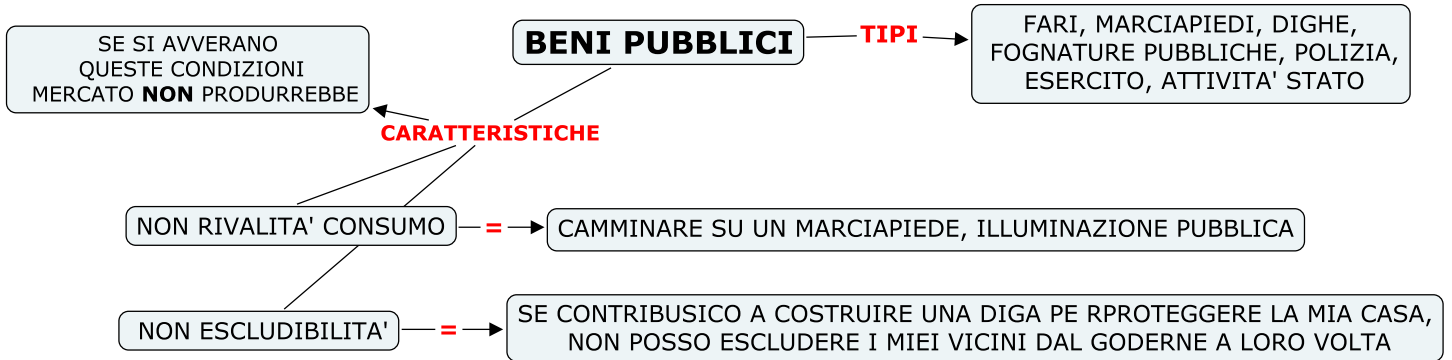 BENI PUBBLICI
TIPI
FARI, MARCIAPIEDI, DIGHE,
FOGNATURE PUBBLICHE, POLIZIA,
ESERCITO, ATTIVITA' STATO
SE SI AVVERANO
QUESTE CONDIZIONI
MERCATO NON PRODURREBBE
CARATTERISTICHE
NON RIVALITA' CONSUMO
=
CAMMINARE SU UN MARCIAPIEDE, ILLUMINAZIONE PUBBLICA
NON ESCLUDIBILITA'
=
SE CONTRIBUSICO A COSTRUIRE UNA DIGA PE RPROTEGGERE LA MIA CASA,
NON POSSO ESCLUDERE I MIEI VICINI DAL GODERNE A LORO VOLTA